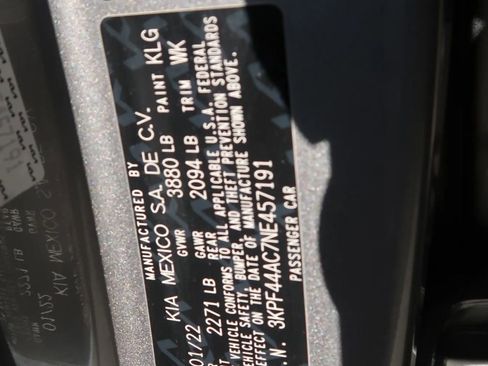 MANUFACTURED BY
KIA MEXICO S.A. DE C.V.
01/22 GVWR 3880 LB PAINT KLG
2271 LB GAWR REAR 2094 LB TRIM WK
VEHICLE CONFORMS TO ALL APPLICABLE U.S.A. FEDERAL
VEHICLE SAFETY, BUMPER, AND THEFT PREVENTION STANDARDS
EFFECT ON THE DATE OF MANUFACTURE SHOWN ABOVE.
.N. 3KPF44AC7NE457191
PASSENGER CAR